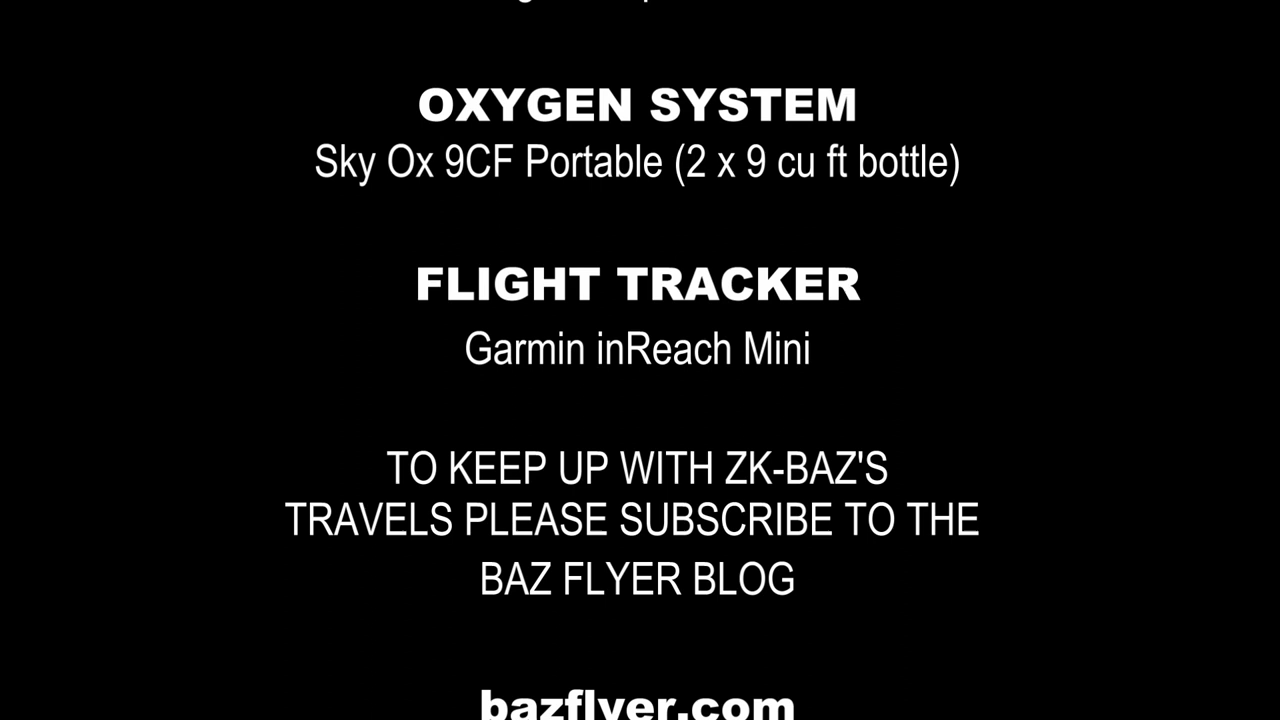 OXYGEN SYSTEM
Sky Ox 9CF Portable (2 x 9 cu ft bottle)
FLIGHT TRACKER
Garmin inReach Mini
TO KEEP UP WITH ZK-BAZ'S
TRAVELS PLEASE SUBSCRIBE TO THE
BAZ FLYER BLOG
bazflyer.com